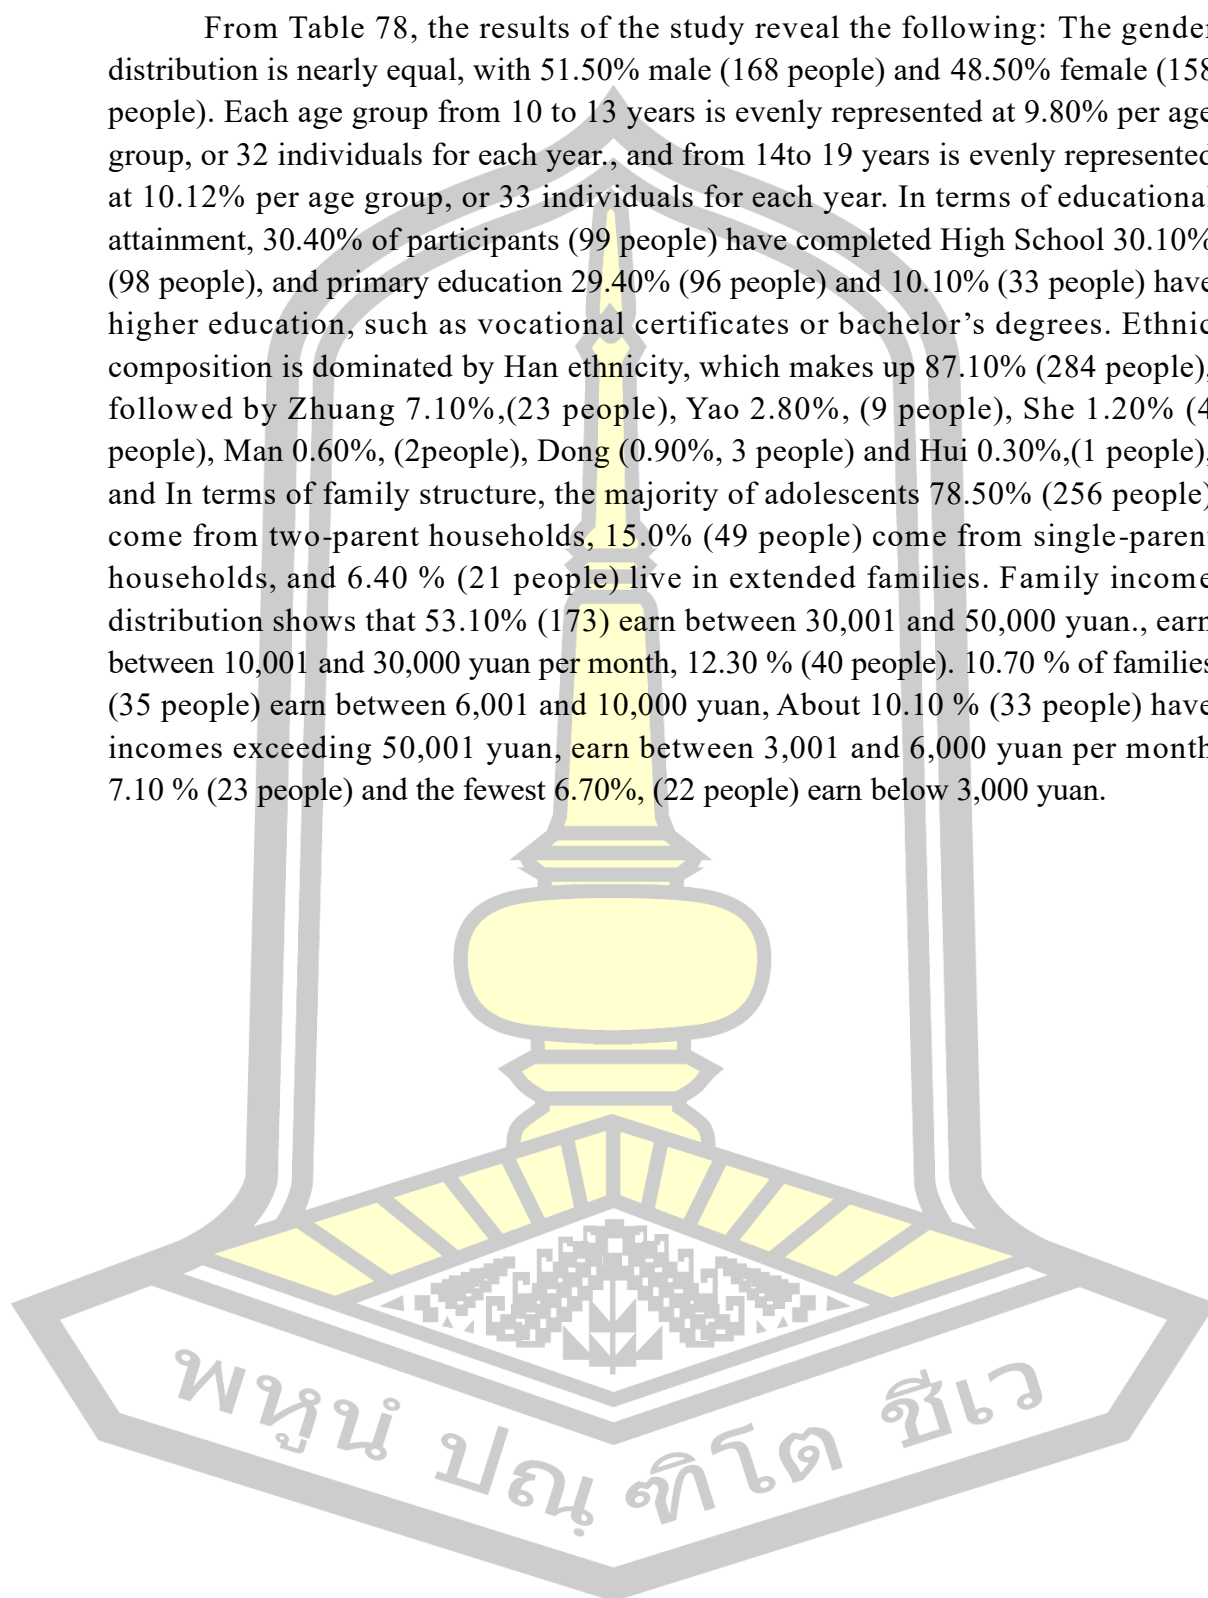 From Table 78, the results of the study reveal the following: The gender
distribution is nearly equal, with 51.50% male (168 people) and 48.50% female (158
people). Each age group from 10 to 13 years is evenly represented at 9.80% per age
group, or 32 individuals for each year., and from 14to 19 years is evenly represented
at 10.12% per age group, or 33 individuals for each year. In terms of educational
attainment, 30.40% of participants (99 people) have completed High School 30.10%
(98 people), and primary education 29.40% (96 people) and 10.10% (33 people) have
higher education, such as vocational certificates or bachelor’s degrees. Ethnic
composition is dominated by Han ethnicity, which makes up 87.10% (284 people),
followed by Zhuang 7.10%,(23 people), Yao 2.80%, (9 people), She 1.20% (4
people), Man 0.60%, (2people), Dong (0.90%, 3 people) and Hui 0.30%,(1 people),
and In terms of family structure, the majority of adolescents 78.50% (256 people)
come from two-parent households, 15.0% (49 people) come from single-parent
households, and 6.40 % (21 people) live in extended families. Family income
distribution shows that 53.10% (173) earn between 30,001 and 50,000 yuan., earn
between 10,001 and 30,000 yuan per month, 12.30 % (40 people). 10.70 % of families
(35 people) earn between 6,001 and 10,000 yuan, About 10.10 % (33 people) have
incomes exceeding 50,001 yuan, earn between 3,001 and 6,000 yuan per month
7.10 % (23 people) and the fewest 6.70%, (22 people) earn below 3,000 yuan.
พหูนํ ปณฺฑิโต ชีเว